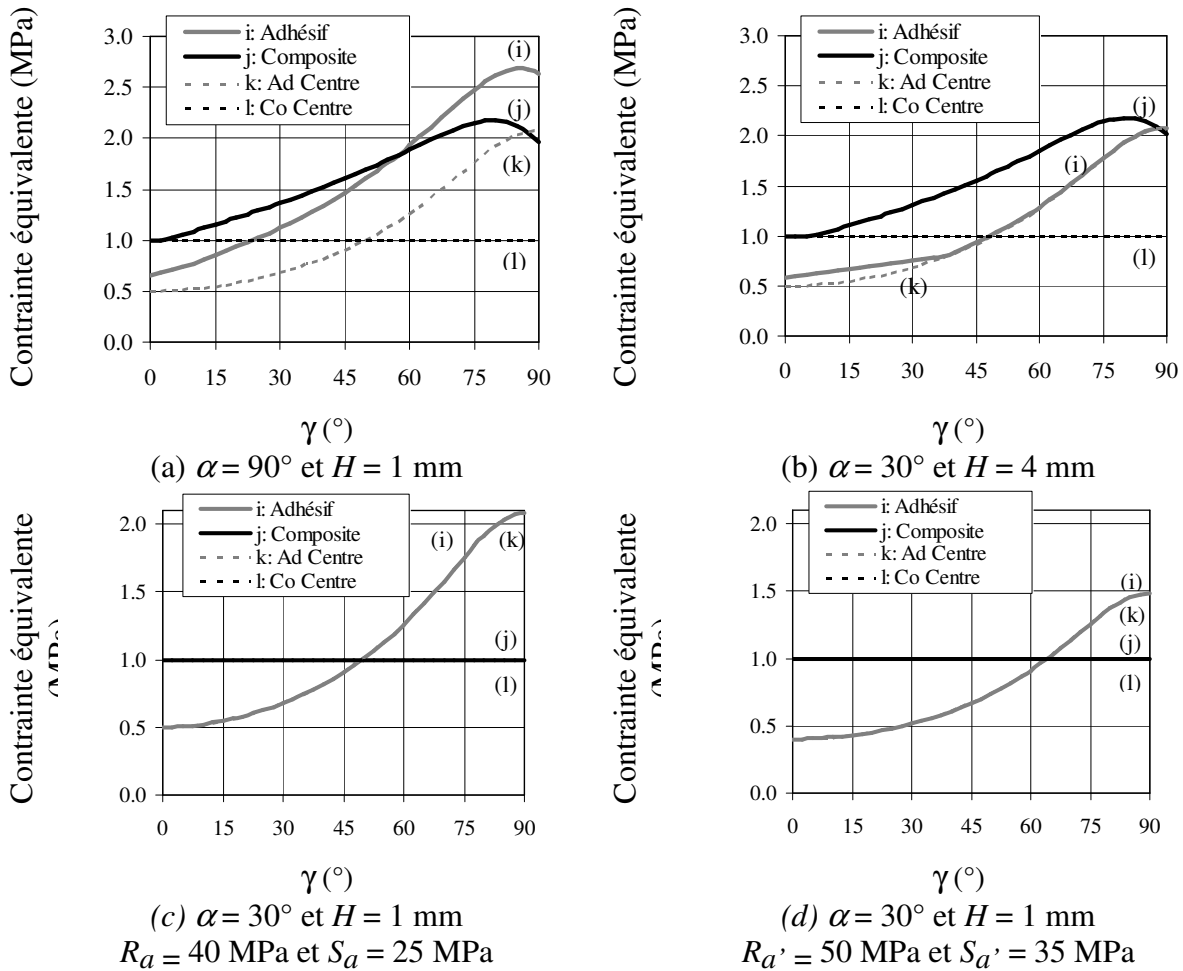 Contrainte équivalente (MPa)
3.0
2.5
2.0
1.5
1.0
0.5
0.0
i: Adhésif
j: Composite
k: Ad Centre
l: Co Centre
(i)
(j)
(k)
(l)
0 15 30 45 60 75 90
γ (°)
(a) α = 90° et H = 1 mm
Contrainte équivalente (MPa)
3.0
2.5
2.0
1.5
1.0
0.5
0.0
i: Adhésif
j: Composite
k: Ad Centre
l: Co Centre
(j)
(i)
(l)
(k)
0 15 30 45 60 75 90
γ (°)
(b) α = 30° et H = 4 mm
Contrainte équivalente
(MPa)
2.0
1.5
1.0
0.5
0.0
i: Adhésif
j: Composite
k: Ad Centre
l: Co Centre
(i) (k)
(j)
(l)
0 15 30 45 60 75 90
γ (°)
(c) α = 30° et H = 1 mm
Ra = 40 MPa et Sa = 25 MPa
Contrainte équivalente
(MPa)
2.0
1.5
1.0
0.5
0.0
i: Adhésif
j: Composite
k: Ad Centre
l: Co Centre
(i)
(k)
(j)
(l)
0 15 30 45 60 75 90
γ (°)
(d) α = 30° et H = 1 mm
Ra' = 50 MPa et Sa' = 35 MPa